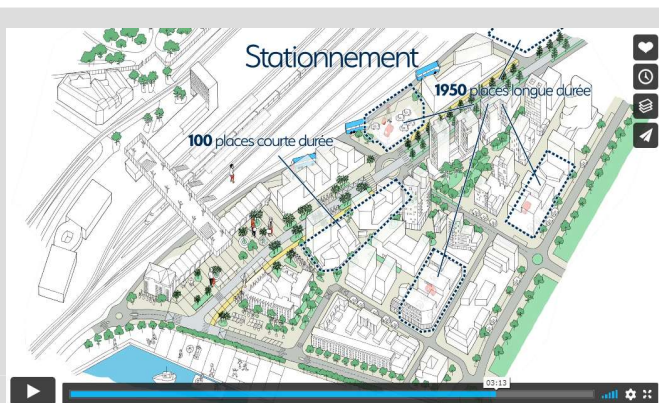 Stationnement
1950 places longue durée
100 places courte durée
03:13